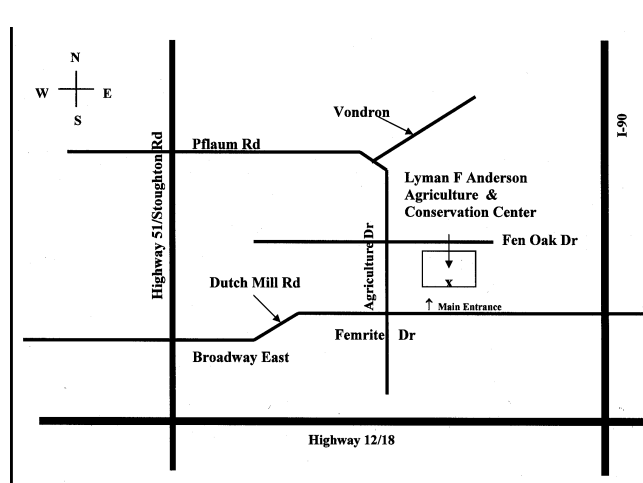 N
W E
S
I-90
Vondron
Pflaum Rd
Highway 51/Stoughton Rd
Lyman F Anderson
Agriculture &
Conservation Center
Fen Oak Dr
Agriculture Dr
Dutch Mill Rd
x
↑ Main Entrance
Femrite Dr
Broadway East
Highway 12/18